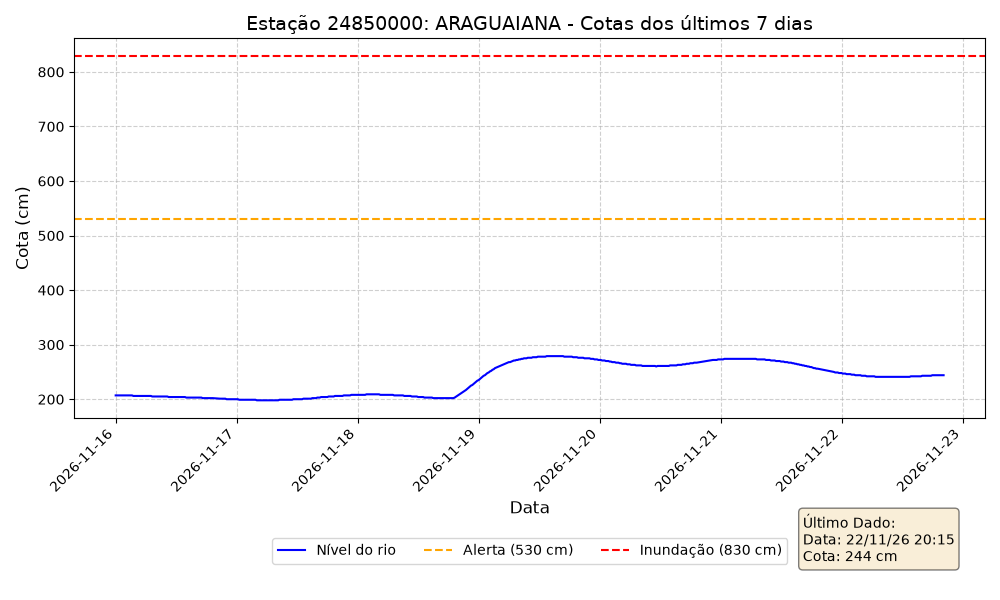 Estação 24850000: ARAGUAIANA - Cotas dos últimos 7 dias
Cota (cm)
800
700
600
500
400
300
200
2026-11-16
2026-11-17
2026-11-18
2026-11-19
2026-11-20
2026-11-21
2026-11-22
2026-11-23
Data
Nível do rio
Alerta (530 cm)
Inundação (830 cm)
Último Dado:
Data: 22/11/26 20:15
Cota: 244 cm